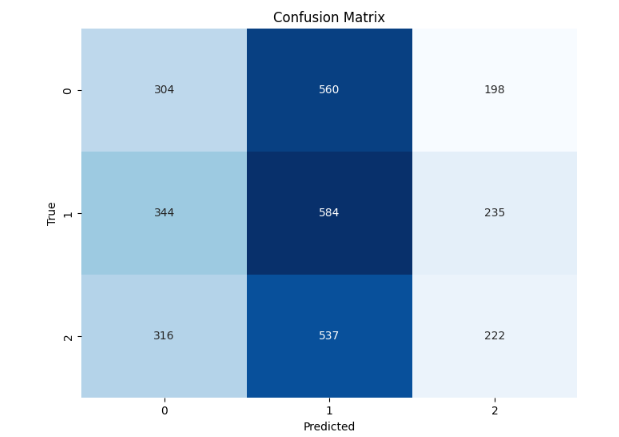 Confusion Matrix
0 304 560 198
1 344 584 235
2 316 537 222
0 1 2
True
Predicted